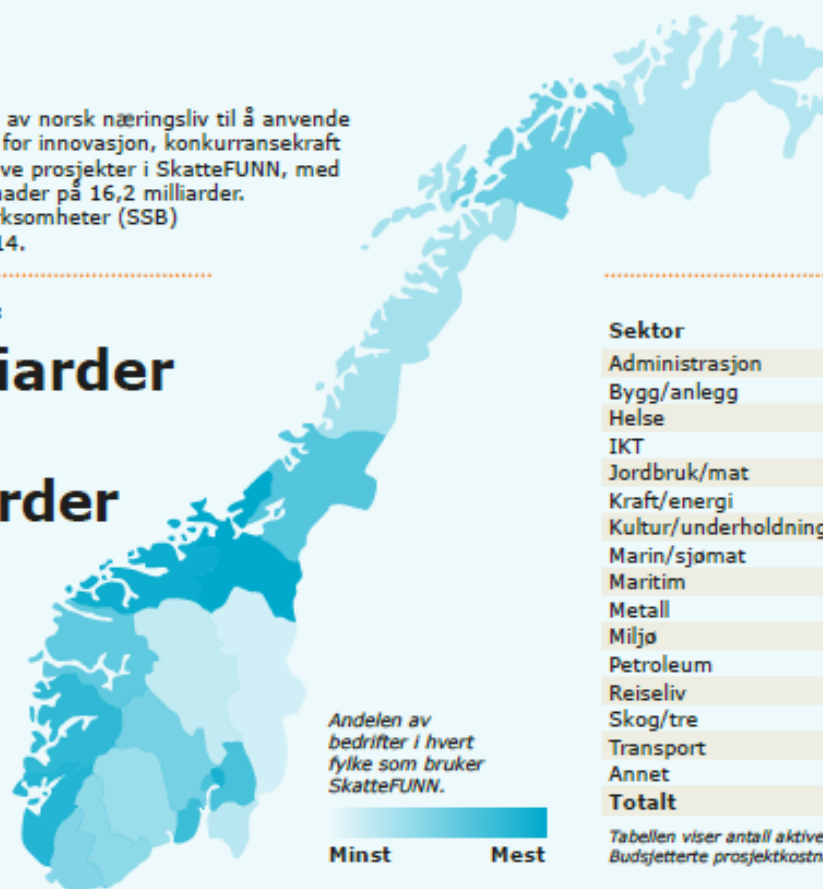 av norsk næringsliv til å anvende
for innovasjon, konkurransekraft
ve prosjekter i SkatteFUNN, med
nader på 16,2 milliarder.
ksomheter (SSB)
14.
iarder
rder
Andelen av
bedrifter i hvert
fylke som bruker
SkatteFUNN.
Minst Mest
Sektor
Administrasjon
Bygg/anlegg
Helse
IKT
Jordbruk/mat
Kraft/energi
Kultur/underholdning
Marin/sjømat
Maritim
Metall
Miljø
Petroleum
Reiseliv
Skog/tre
Transport
Annet
Totalt
Tabellen viser antall aktive
Budsjetterte prosjektkostn